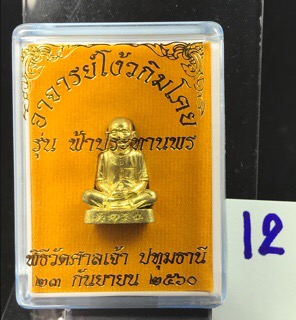 อาจารย์โง้วกิมโคย
รุ่น ฟ้าประทานพร
พิธีวัดศาลเจ้า ปทุมธานี
๒๓ กันยายน ๒๕๖๐
12